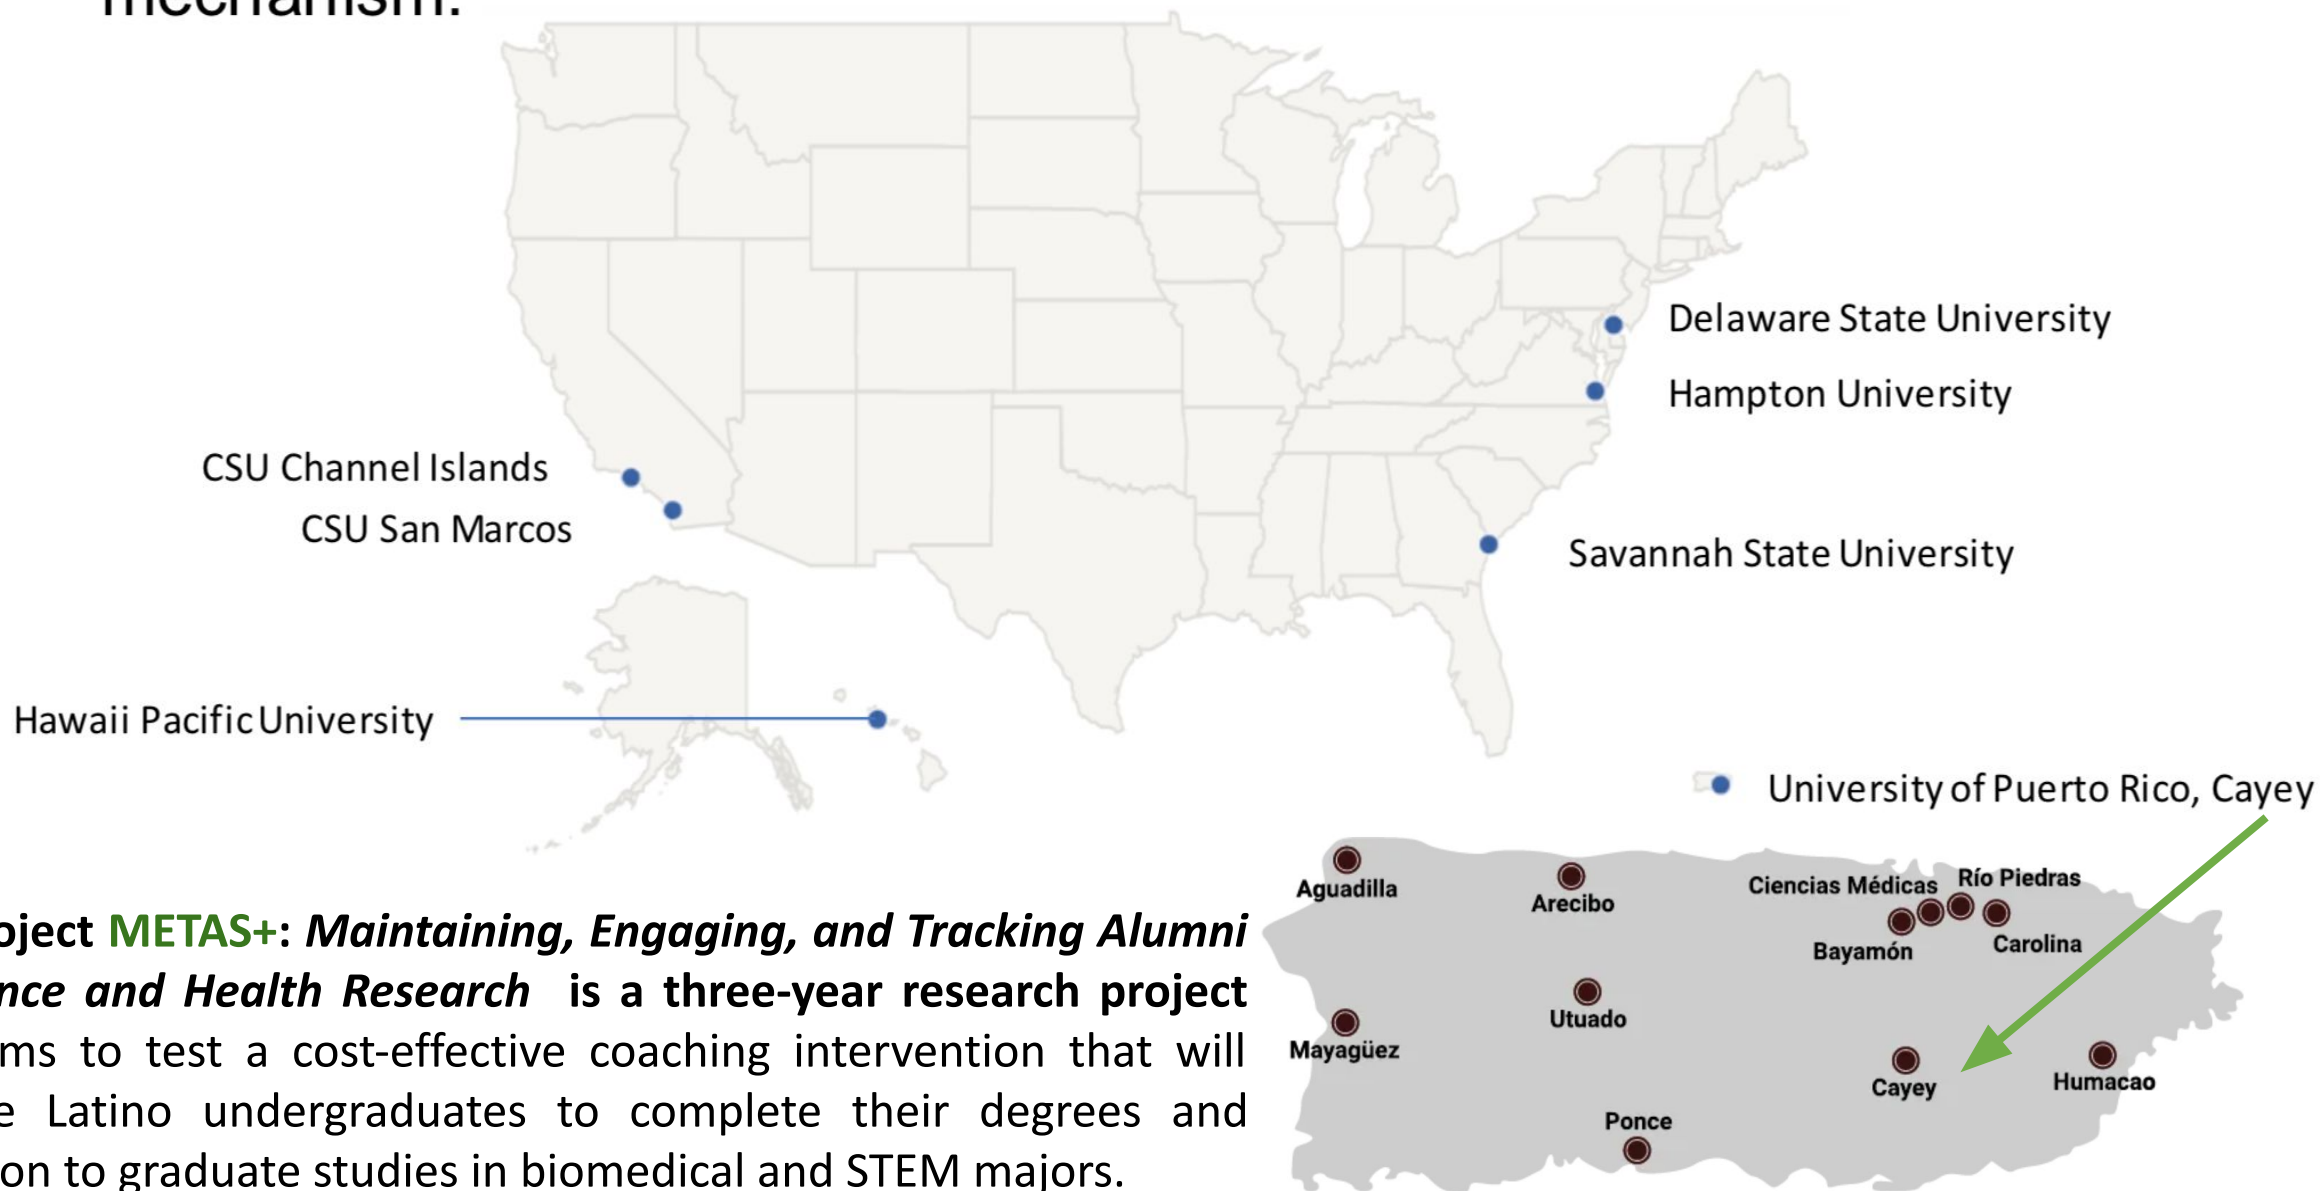 mechanism.
Delaware State University
Hampton University
CSU Channel Islands
CSU San Marcos
Savannah State University
Hawaii Pacific University
University of Puerto Rico, Cayey
Aguadilla
Arecibo
Ciencias Médicas
Río Piedras
Bayamón
Carolina
Utuado
Mayagüez
Cayey
Humacao
Ponce
oject METAS+: Maintaining, Engaging, and Tracking Alumni
nce and Health Research is a three-year research project
ms to test a cost-effective coaching intervention that will
e Latino undergraduates to complete their degrees and
on to graduate studies in biomedical and STEM majors.